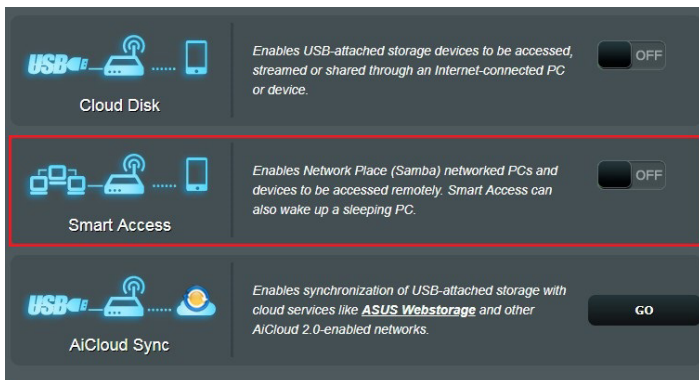 USB
Cloud Disk
Enables USB-attached storage devices to be accessed,
streamed or shared through an Internet-connected PC
or device.
OFF
Smart Access
Enables Network Place (Samba) networked PCs and
devices to be accessed remotely. Smart Access can
also wake up a sleeping PC.
OFF
USB
AiCloud Sync
Enables synchronization of USB-attached storage with
cloud services like ASUS Webstorage and other
AiCloud 2.0-enabled networks.
GO